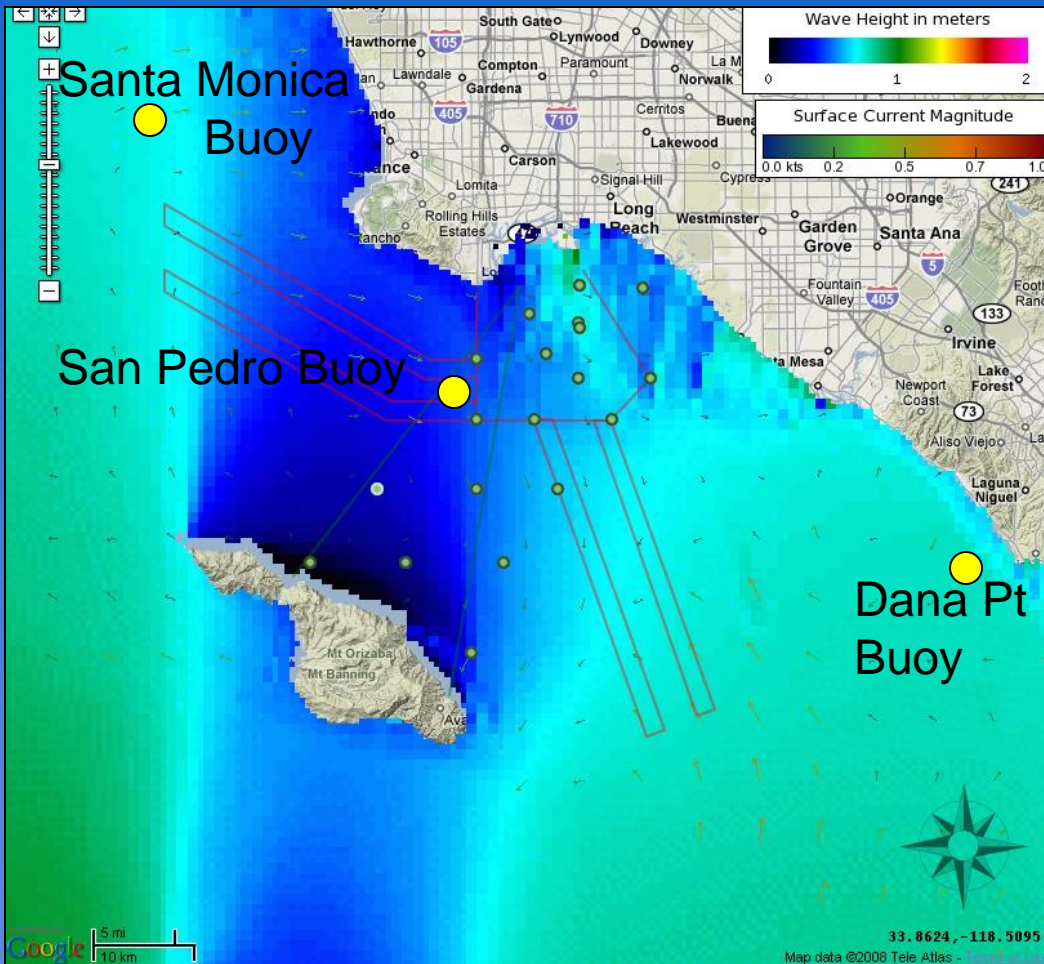 South Gate
Hawthorne
105
Lynwood
Downey
Compton
Paramount
Lawndale
Gardena
Norwalk
Santa Monica
Buoy
405
710
Cerritos
Lakewood
Carson
Lomita
Signal Hill
Rolling Hills
Estates
Long
Beach
Westminster
Garden
Grove
Orange
Santa Ana
241
5
Fountain
Valley
405
133
Irvine
Lake
Forest
San Pedro Buoy
Newport
Coast
73
Aliso Viejo
Laguna
Niguel
Dana Pt
Buoy
Mt Orizaba
Mt Banning
Wave Height in meters
0 1 2
Surface Current Magnitude
0.0 kts 0.2 0.5 0.7 1.0
Google
5 mi
10 km
33.8624,-118.5095
Map data ©2008 Tele Atlas -